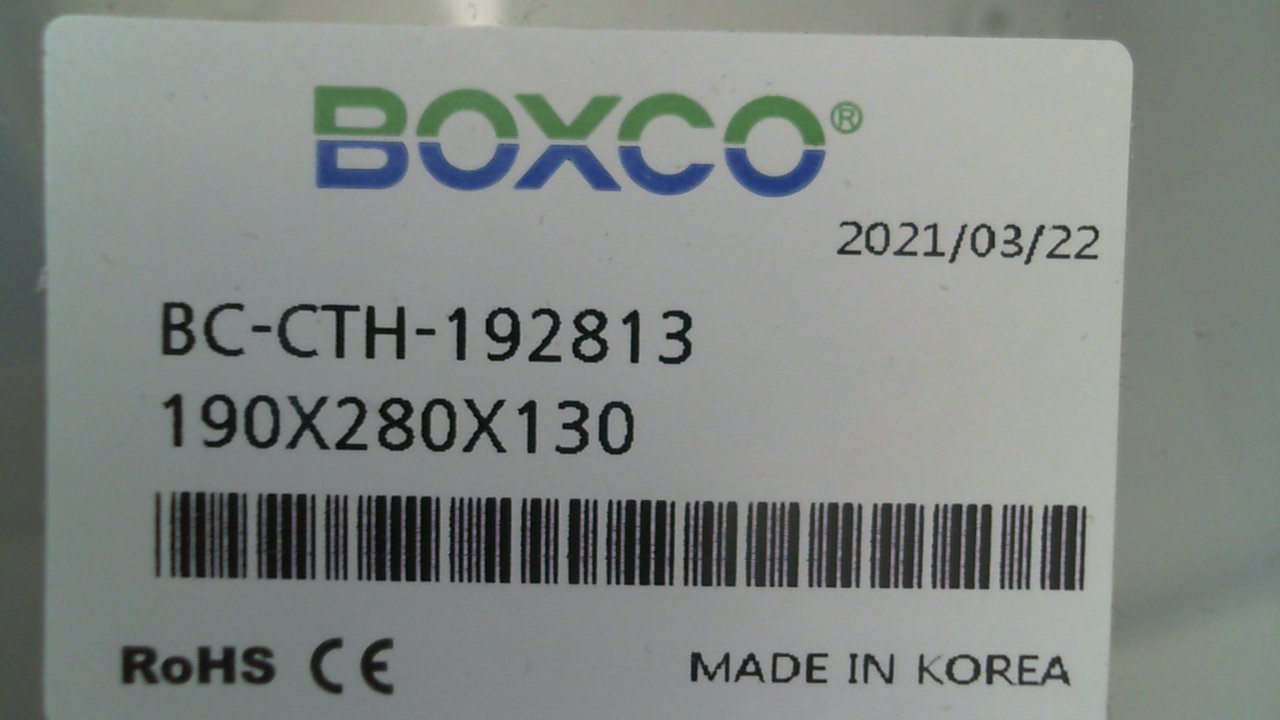 BOXCO®
2021/03/22
BC-CTH-192813
190X280X130
RoHS CE
MADE IN KOREA